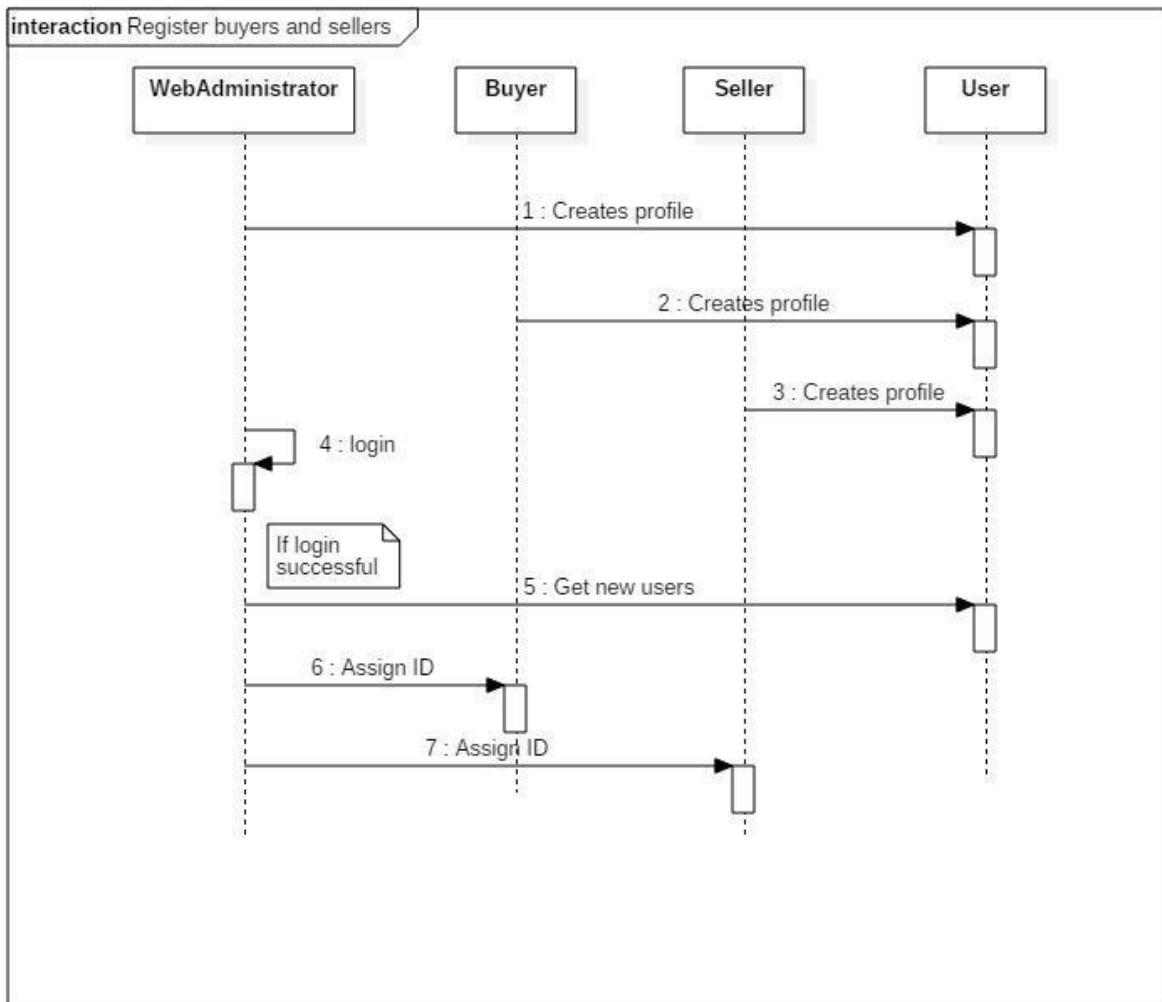 interaction Register buyers and sellers
WebAdministrator
Buyer
Seller
User
1 : Creates profile
2 : Creates profile
3 : Creates profile
4 : login
If login
successful
5 : Get new users
6 : Assign ID
7 : Assign ID